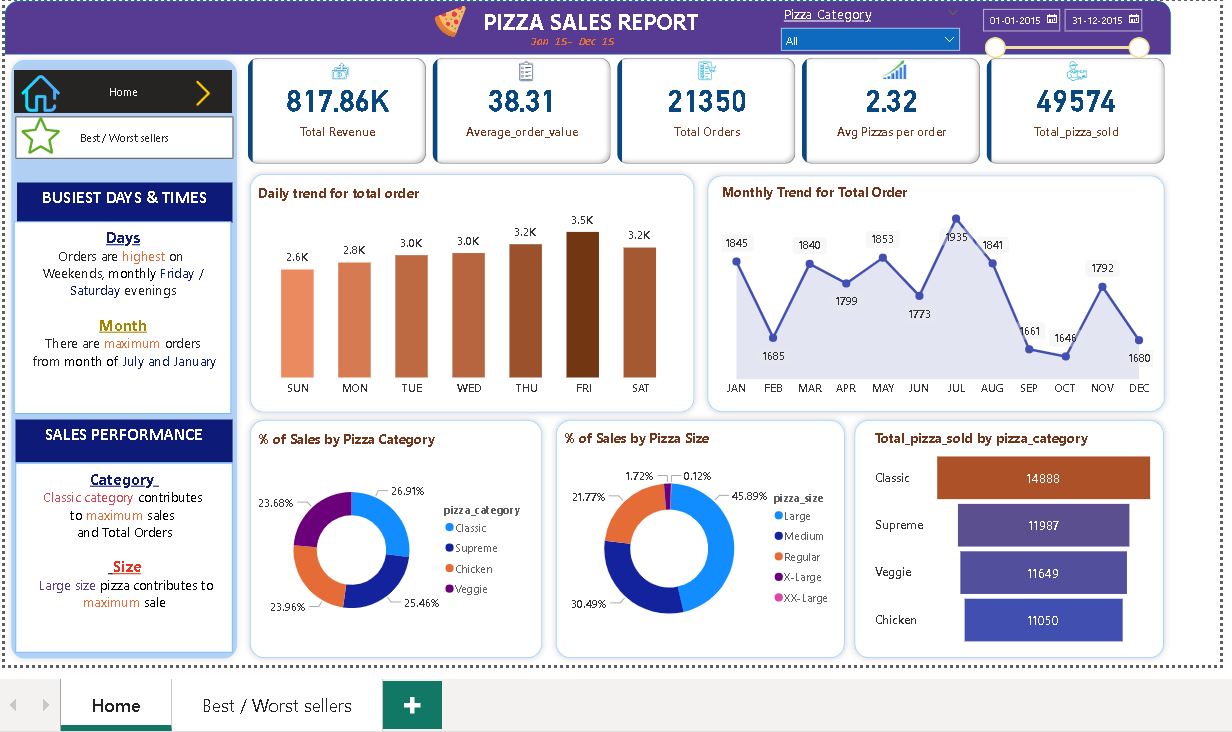 PIZZA SALES REPORT
Jan 15- Dec 15
Pizza Category
All
01-01-2015
31-12-2015
Home
Best / Worst sellers
817.86K
Total Revenue
38.31
Average_order_value
21350
Total Orders
2.32
Avg Pizzas per order
49574
Total_pizza_sold
BUSIEST DAYS & TIMES
Days
Orders are highest on
Weekends, monthly Friday /
Saturday evenings
Month
There are maximum orders
from month of July and January
SALES PERFORMANCE
Category
Classic category contributes
to maximum sales
and Total Orders
Size
Large size pizza contributes to
maximum sale
Daily trend for total order
2.6K
2.8K
3.0K
3.0K
3.2K
3.5K
3.2K
SUN
MON
TUE
WED
THU
FRI
SAT
Monthly Trend for Total Order
1845
1685
1840
1799
1853
1773
1935
1841
1661
1646
1792
1680
JAN
FEB
MAR
APR
MAY
JUN
JUL
AUG
SEP
OCT
NOV
DEC
% of Sales by Pizza Category
26.91%
25.46%
23.96%
23.68%
pizza_category
Classic
Supreme
Chicken
Veggie
% of Sales by Pizza Size
1.72%
0.12%
21.77%
45.89%
30.49%
pizza_size
Large
Medium
Regular
X-Large
XX-Large
Total_pizza_sold by pizza_category
Classic
14888
Supreme
11987
Veggie
11649
Chicken
11050
Home
Best / Worst sellers